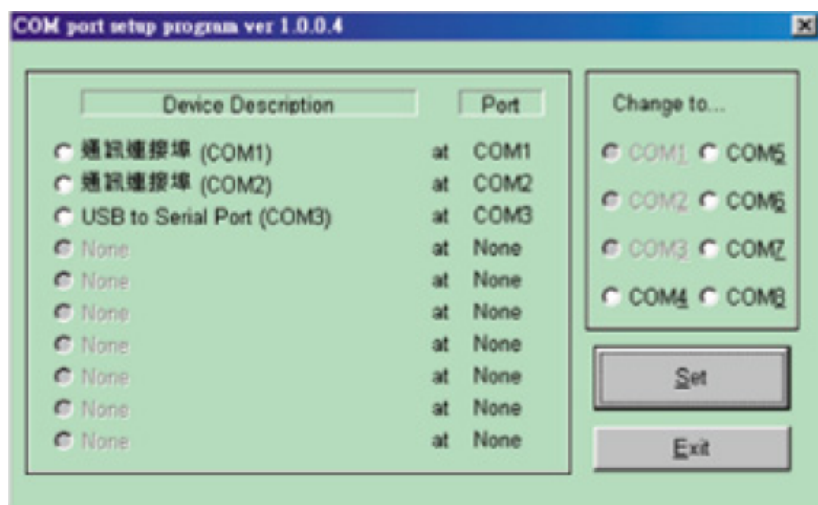 COM port setup program ver 1.0.0.4
Device Description Port
通訊連接埠 (COM1) at COM1
通訊連接埠 (COM2) at COM2
USB to Serial Port (COM3) at COM3
None at None
None at None
None at None
None at None
None at None
None at None
None at None
Change to...
COM1 COM5
COM2 COM6
COM3 COM7
COM4 COM8
Set
Exit